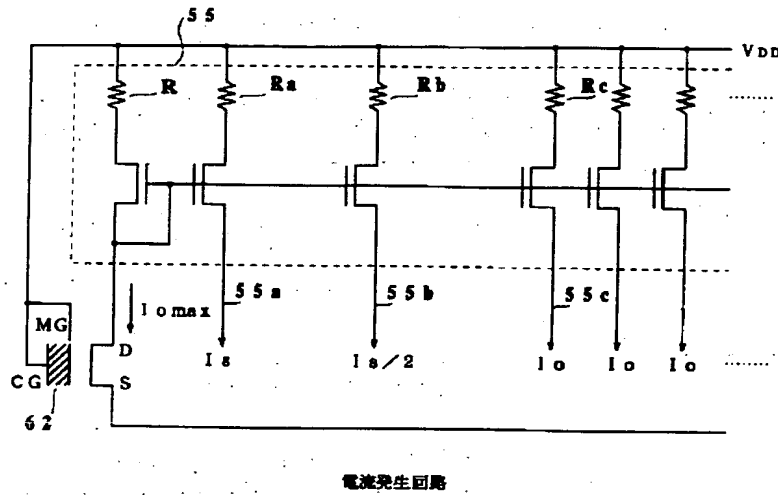 55
VDD
R
Ra
Rb
Rc
......
55a
55b
55c
Iomax
MG
D
CG
S
Is
Is/2
Io
Io
Io
......
62
電流発生回路